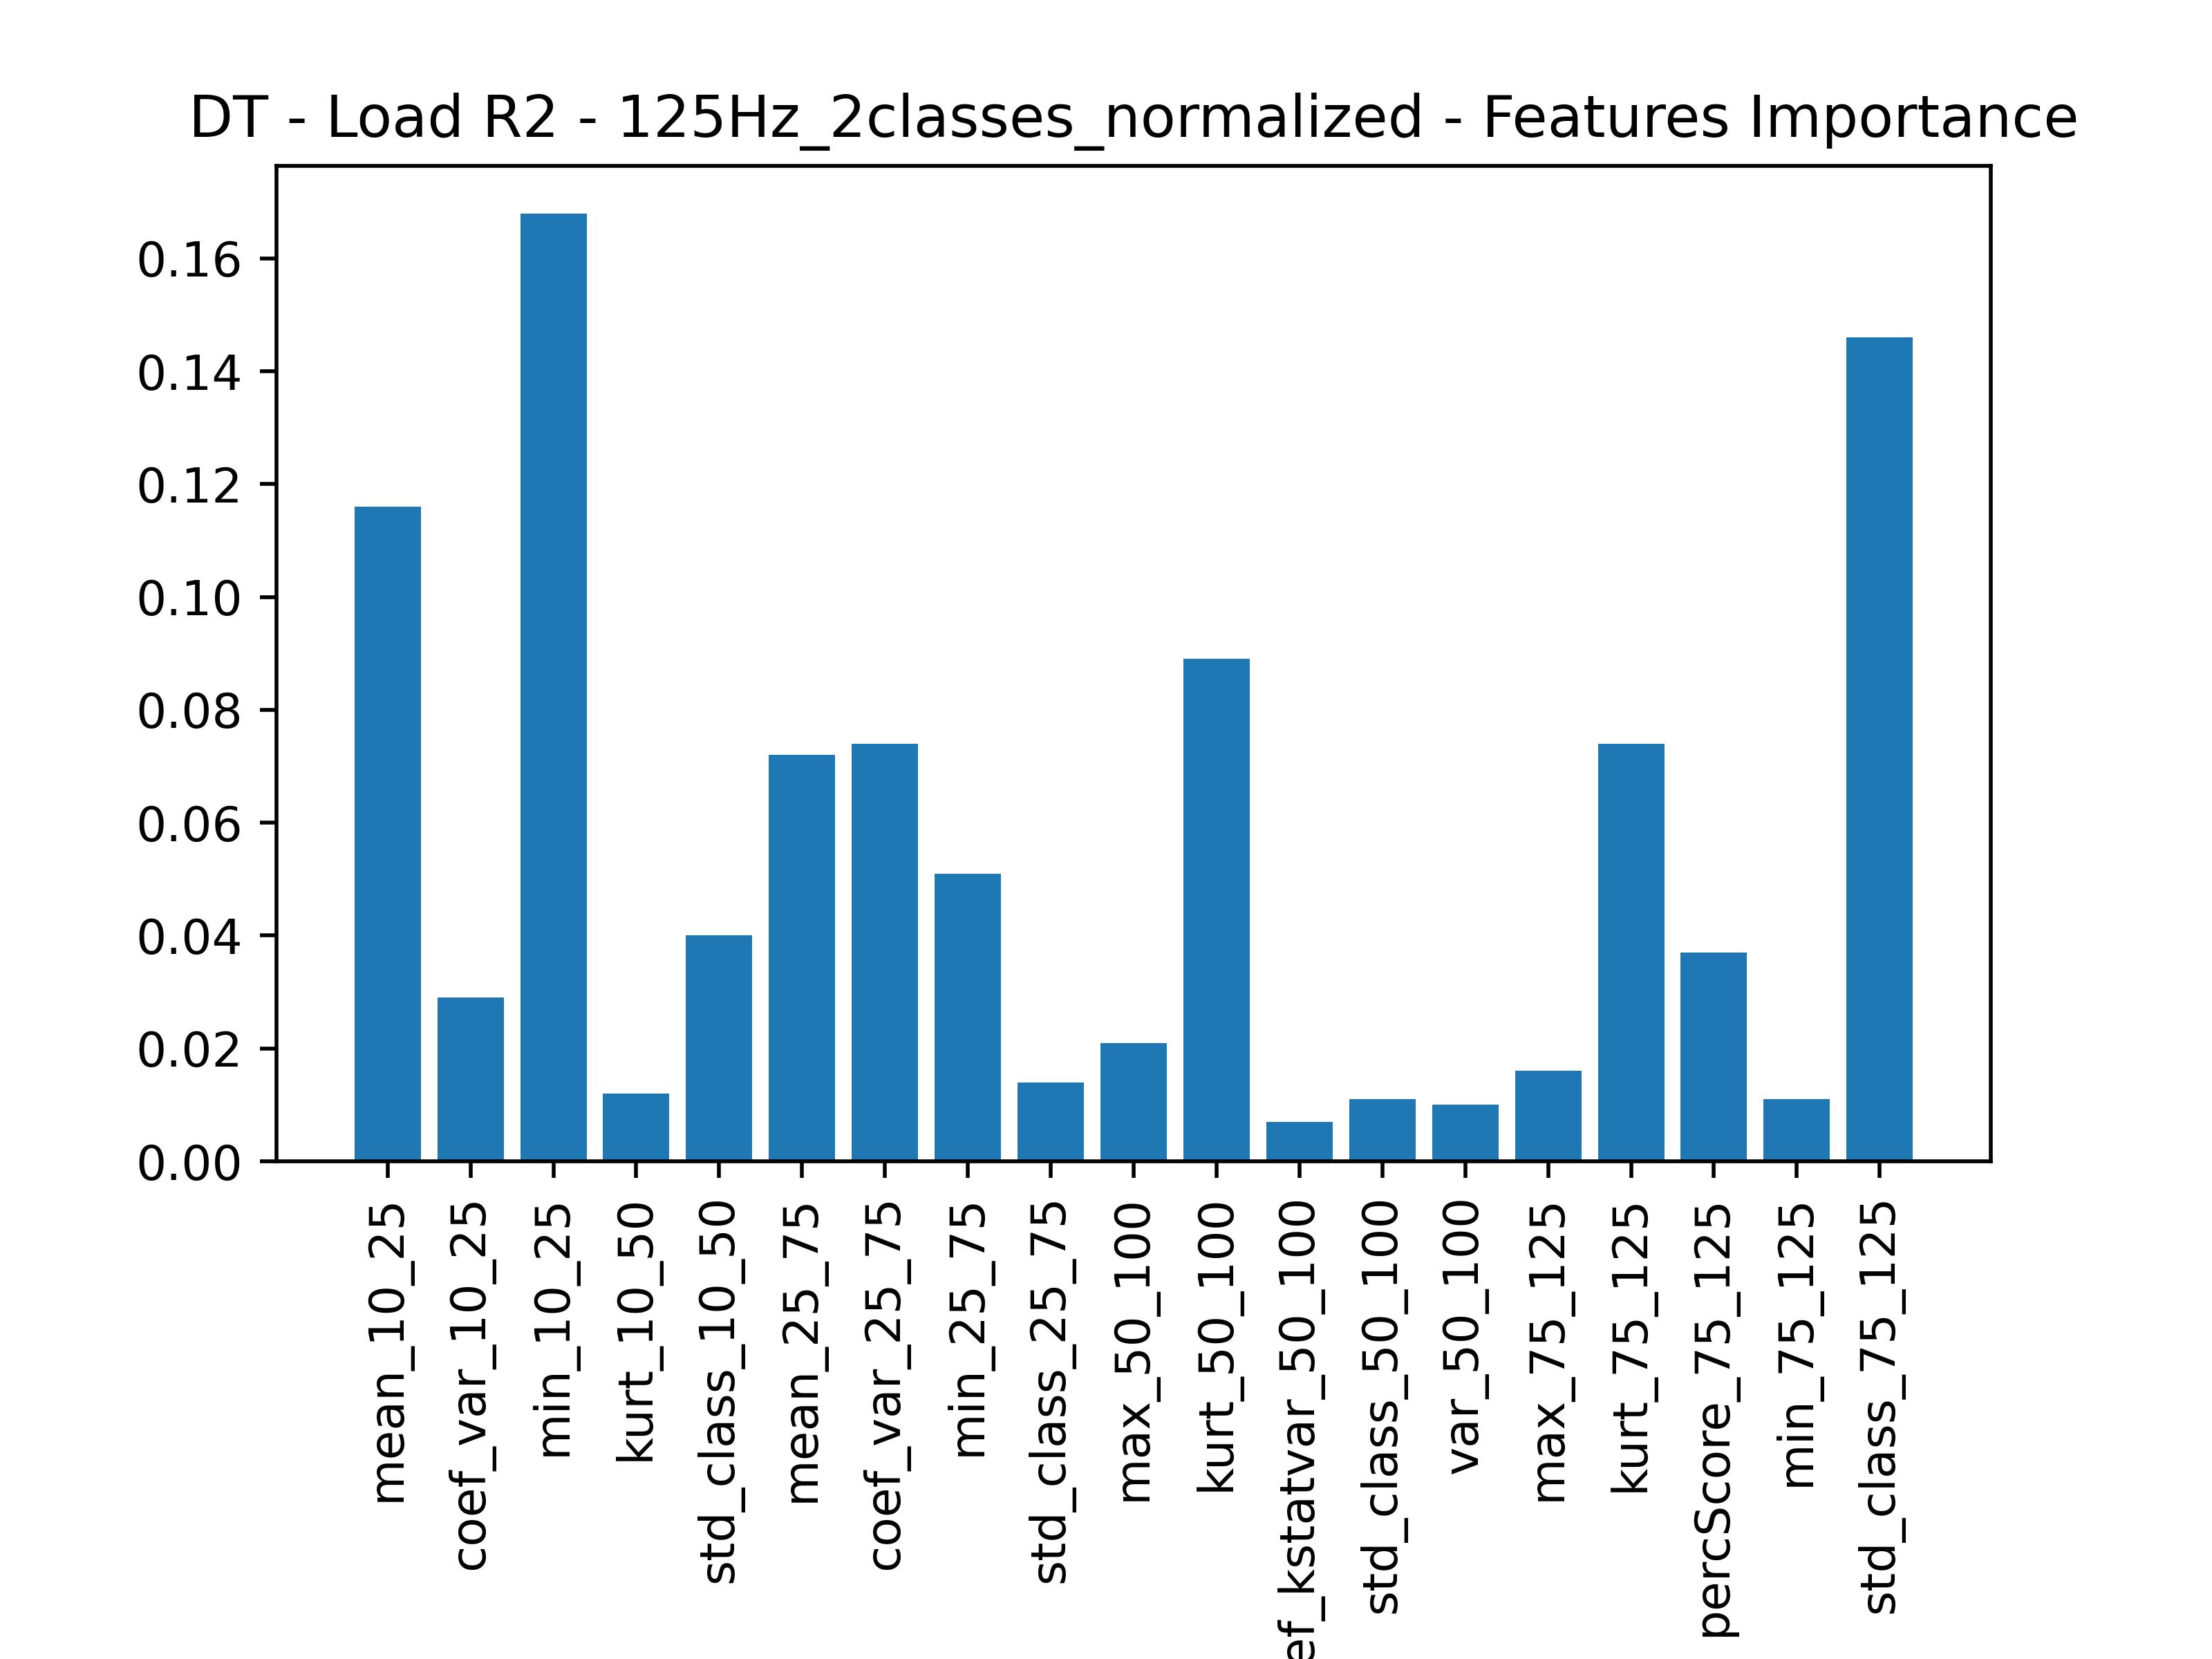 DT - Load R2 - 125Hz_2classes_normalized - Features Importance
0.16
0.14
0.12
0.10
0.08
0.06
0.04
0.02
0.00
mean_10_25
coef_var_10_25
min_10_25
kurt_10_50
std_class_10_50
mean_25_75
coef_var_25_75
min_25_75
std_class_25_75
max_50_100
kurt_50_100
ef_kstatvar_50_100
std_class_50_100
var_50_100
max_75_125
kurt_75_125
percScore_75_125
min_75_125
std_class_75_125